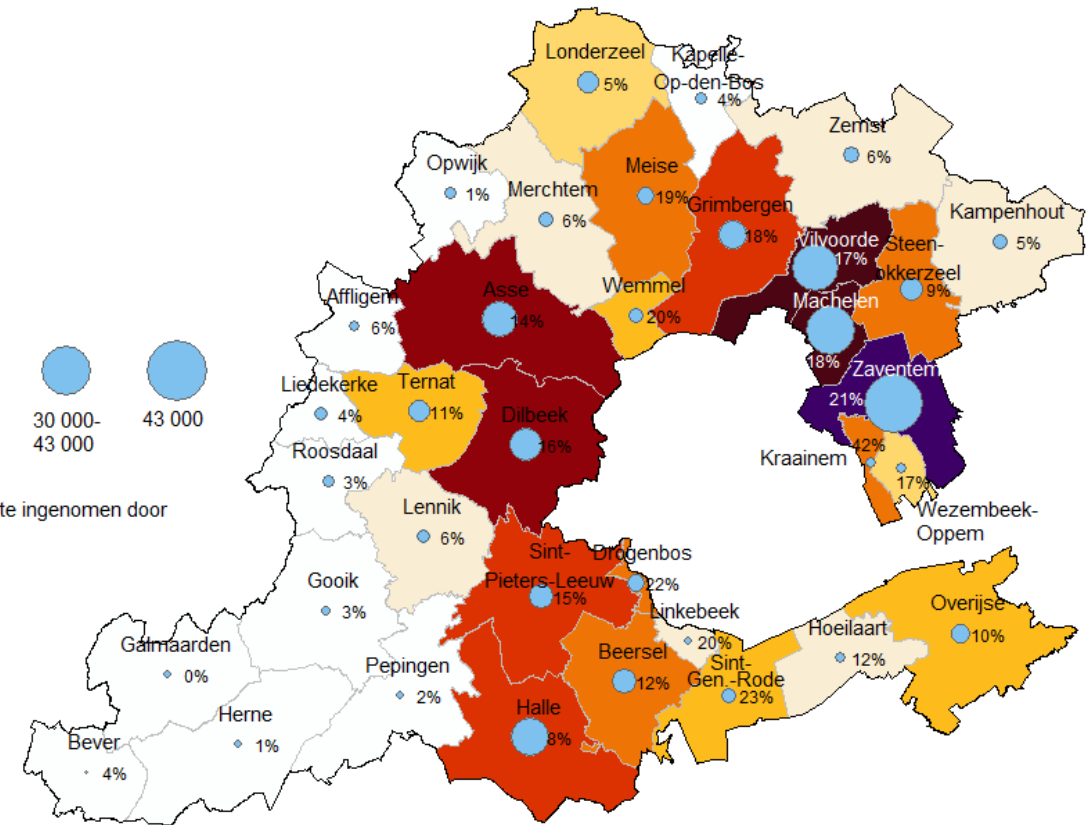 Londerzeel
5%
Kapelle-
Op-den-Bos
4%
Zemst
6%
Opwijk
1%
Merchtem
6%
Meise
19%
Grimbergen
18%
Kampenhout
5%
Vilvoorde
17%
Steen-
okkerzeel
9%
Affligem
6%
Asse
14%
Wemmel
20%
Machelen
18%
Zaventem
21%
30 000-
43 000
43 000
Liedekerke
4%
Ternat
11%
Dilbeek
16%
Kraainem
42%
17%
Wezembeek-
Oppem
Roosdaal
3%
te ingenomen door
Lennik
6%
Sint-
Pieters-Leeuw
15%
Drogenbos
22%
Gooik
3%
Linkebeek
20%
Hoeilaart
12%
Overijse
10%
Galmaarden
0%
Pepingen
2%
Beersel
12%
Sint-
Gen.-Rode
23%
Herne
1%
Halle
8%
Bever
4%